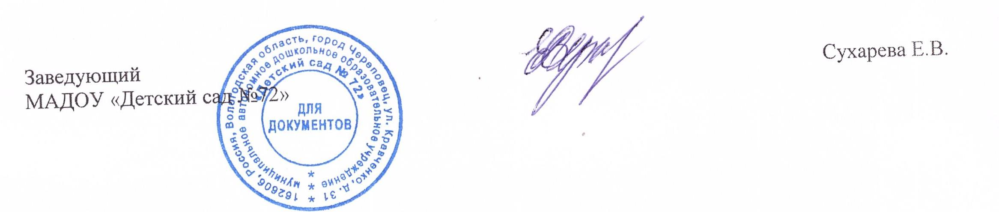 Заведующий
МАДОУ «Детский сад №72»
Сухарева Е.В.
162606, Россия, Вологодская область, город Череповец, ул. Кравченко, д. 31 *
муниципальное автономное дошкольное образовательное учреждение *
«Детский сад № 72» *
ДЛЯ
ДОКУМЕНТОВ